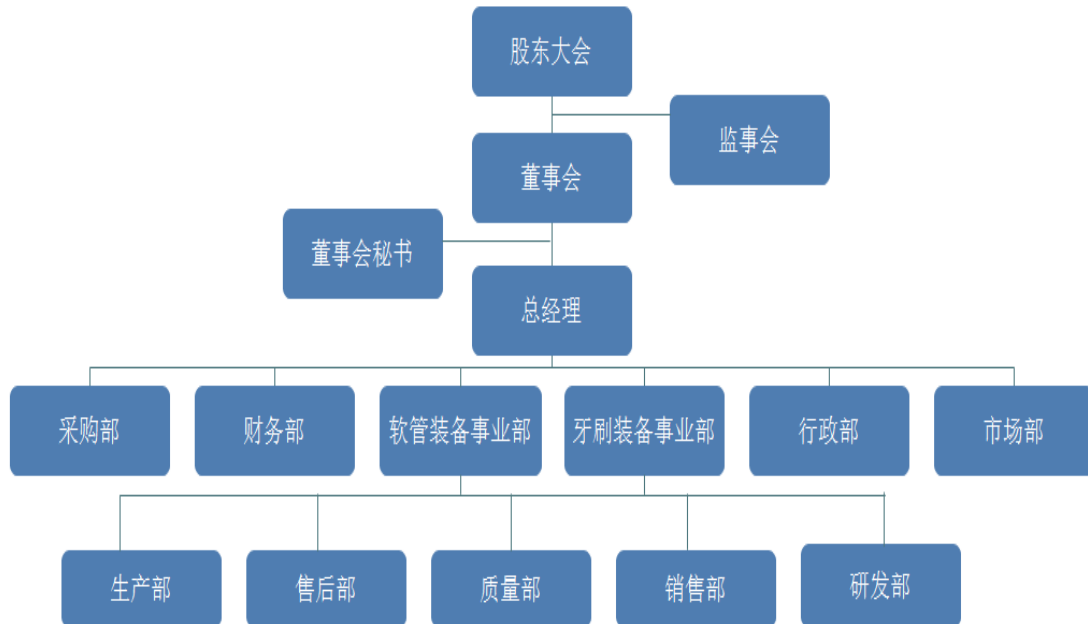 股东大会
监事会
董事会
董事会秘书
总经理
采购部
财务部
软管装备事业部
牙刷装备事业部
行政部
市场部
生产部
售后部
质量部
销售部
研发部